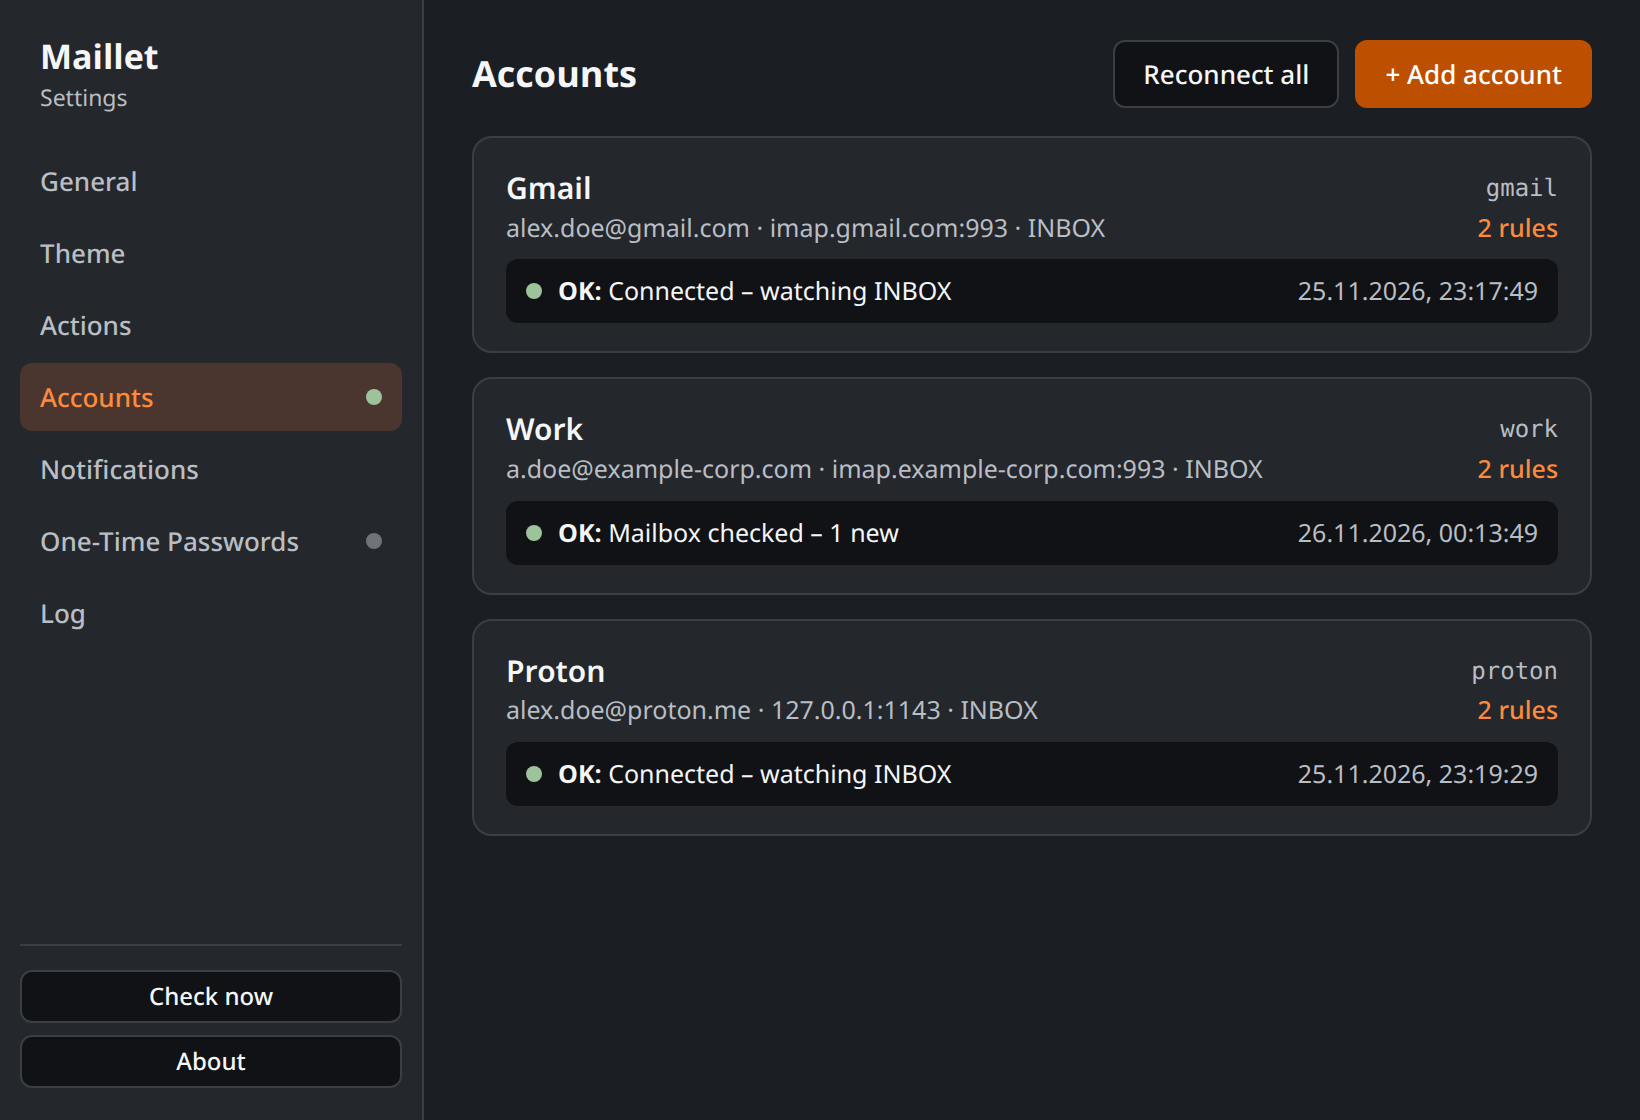 Maillet
Settings
General
Theme
Actions
Accounts
Notifications
One-Time Passwords
Log
Check now
About
Accounts
Reconnect all
+ Add account
Gmail
gmail
alex.doe@gmail.com · imap.gmail.com:993 · INBOX
2 rules
OK: Connected – watching INBOX
25.11.2026, 23:17:49
Work
work
a.doe@example-corp.com · imap.example-corp.com:993 · INBOX
2 rules
OK: Mailbox checked – 1 new
26.11.2026, 00:13:49
Proton
proton
alex.doe@proton.me · 127.0.0.1:1143 · INBOX
2 rules
OK: Connected – watching INBOX
25.11.2026, 23:19:29